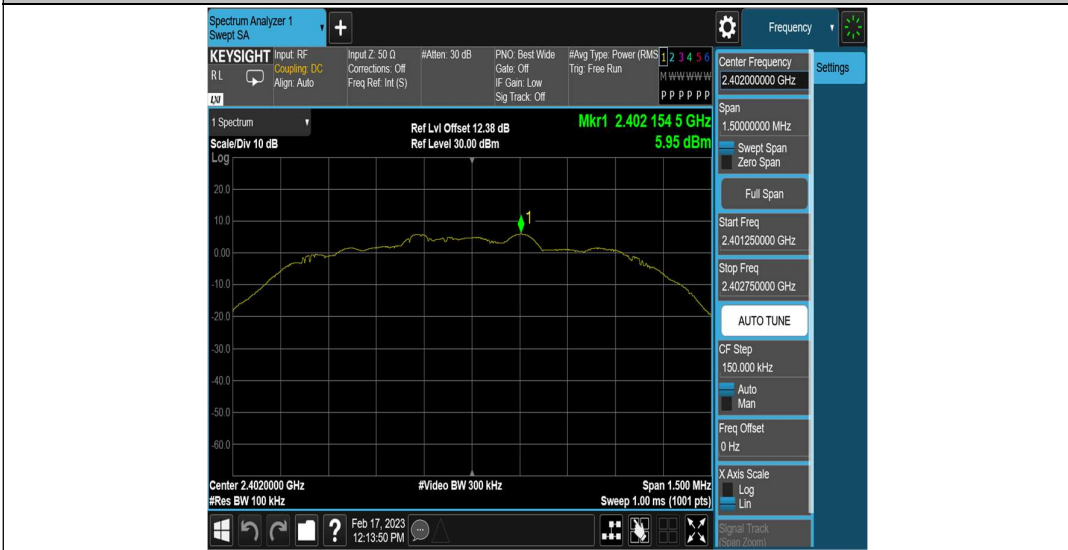 Spectrum Analyzer 1
Swept SA
+
Frequency
KEYSIGHT
RL
LXI
Input: RF
Coupling: DC
Align: Auto
Input Z: 50 Ω
Corrections: Off
Freq Ref: Int (S)
#Atten: 30 dB
PNO: Best Wide
Gate: Off
IF Gain: Low
Sig Track: Off
#Avg Type: Power (RMS
Trig: Free Run
1 2 3 4 5 6
M W W W W W
P P P P P P
1 Spectrum
Scale/Div 10 dB
Log
Ref Lvl Offset 12.38 dB
Ref Level 30.00 dBm
Mkr1 2.402 154 5 GHz
5.95 dBm
20.0
10.0
0.00
-10.0
-20.0
-30.0
-40.0
-50.0
-60.0
1
Center 2.4020000 GHz
#Res BW 100 kHz
#Video BW 300 kHz
Span 1.500 MHz
Sweep 1.00 ms (1001 pts)
?
Feb 17, 2023
12:13:50 PM
Center Frequency
2.402000000 GHz
Settings
Span
1.50000000 MHz
Swept Span
Zero Span
Full Span
Start Freq
2.401250000 GHz
Stop Freq
2.402750000 GHz
AUTO TUNE
CF Step
150.000 kHz
Auto
Man
Freq Offset
0 Hz
X Axis Scale
Log
Lin
Signal Track
(Span Zoom)